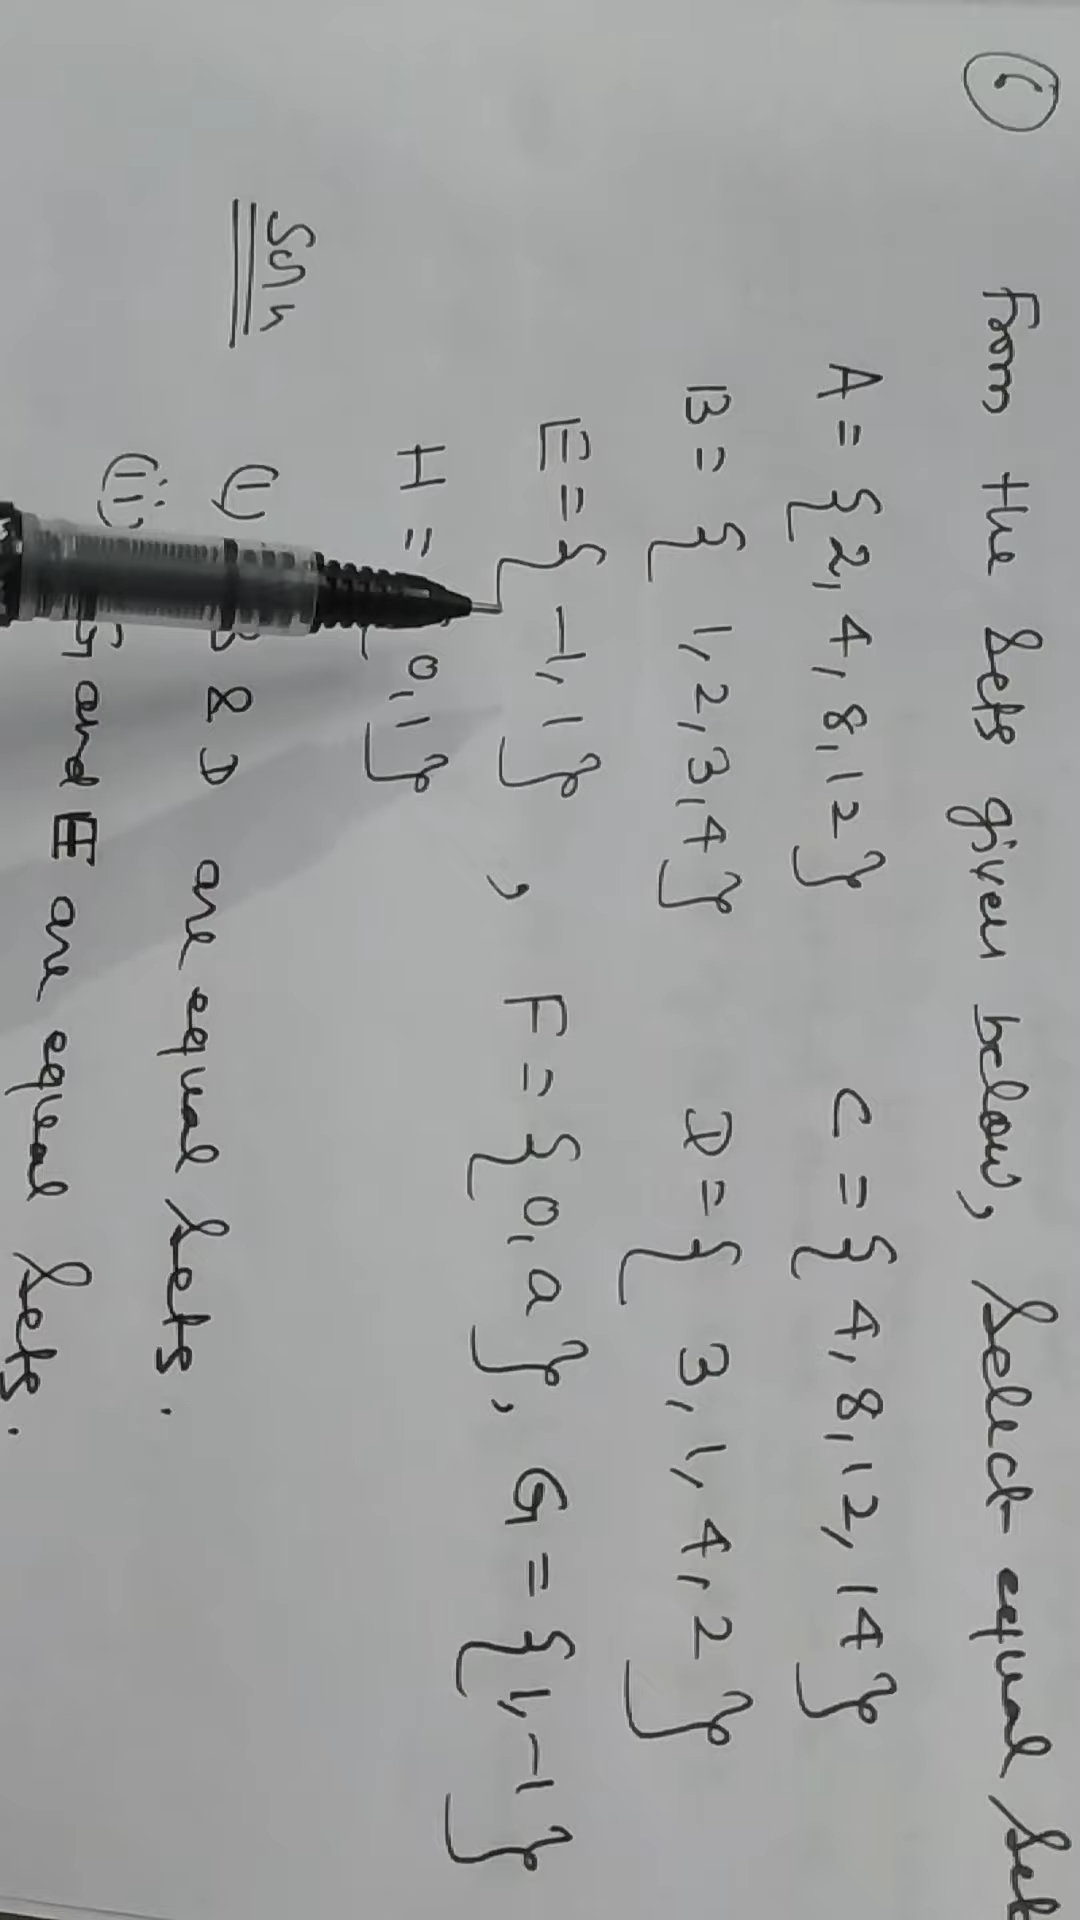 6 From the Sets given below, Select equal Set
A = {2, 4, 8, 12} C = {4, 8, 12, 14}
B = { 1, 2, 3, 4} D = { 3, 1, 4, 2 }
E = { -1, 1 } , F = { 0, a } , G = {1, -1 }
H = { 0, 1 }
Soln
(i) B & D are equal Sets.
(ii) G and E are equal Sets.